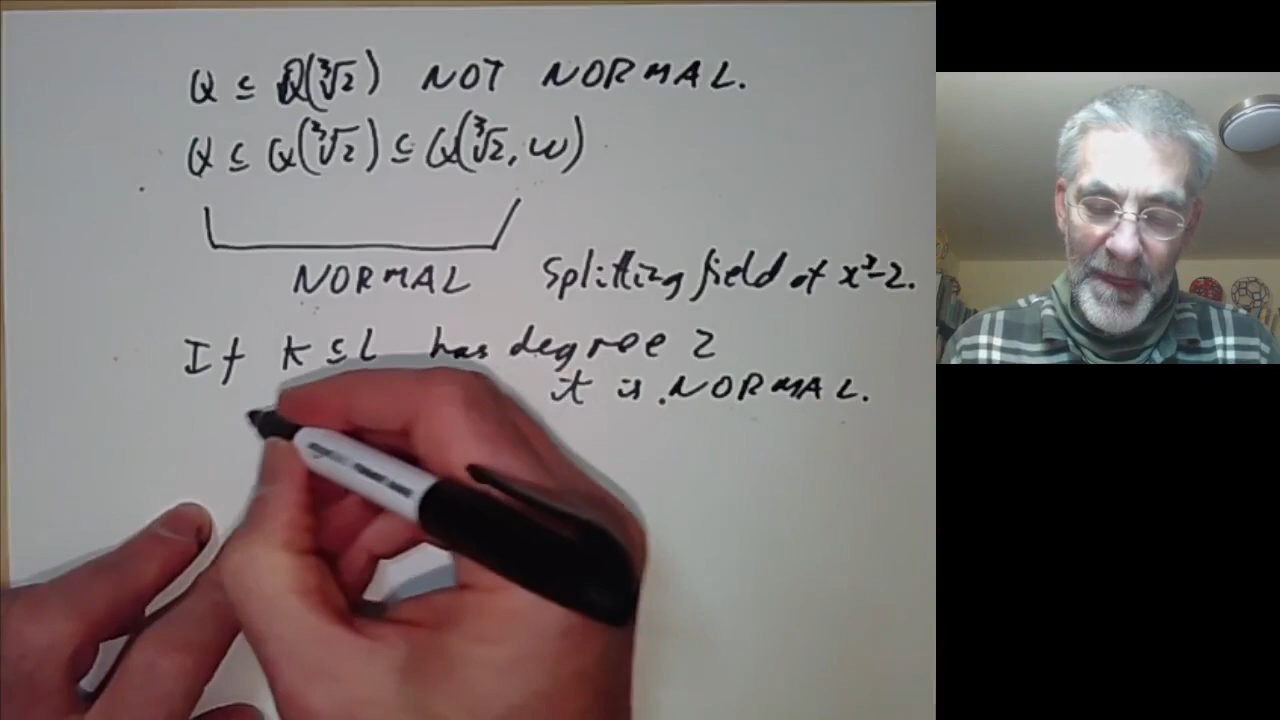 Q ⊆ Q(∛2) NOT NORMAL.
Q ⊆ Q(∛2) ⊆ Q(∛2, ω)
NORMAL Splitting field of x³-2.
If K ⊆ L has degree 2
it is NORMAL.